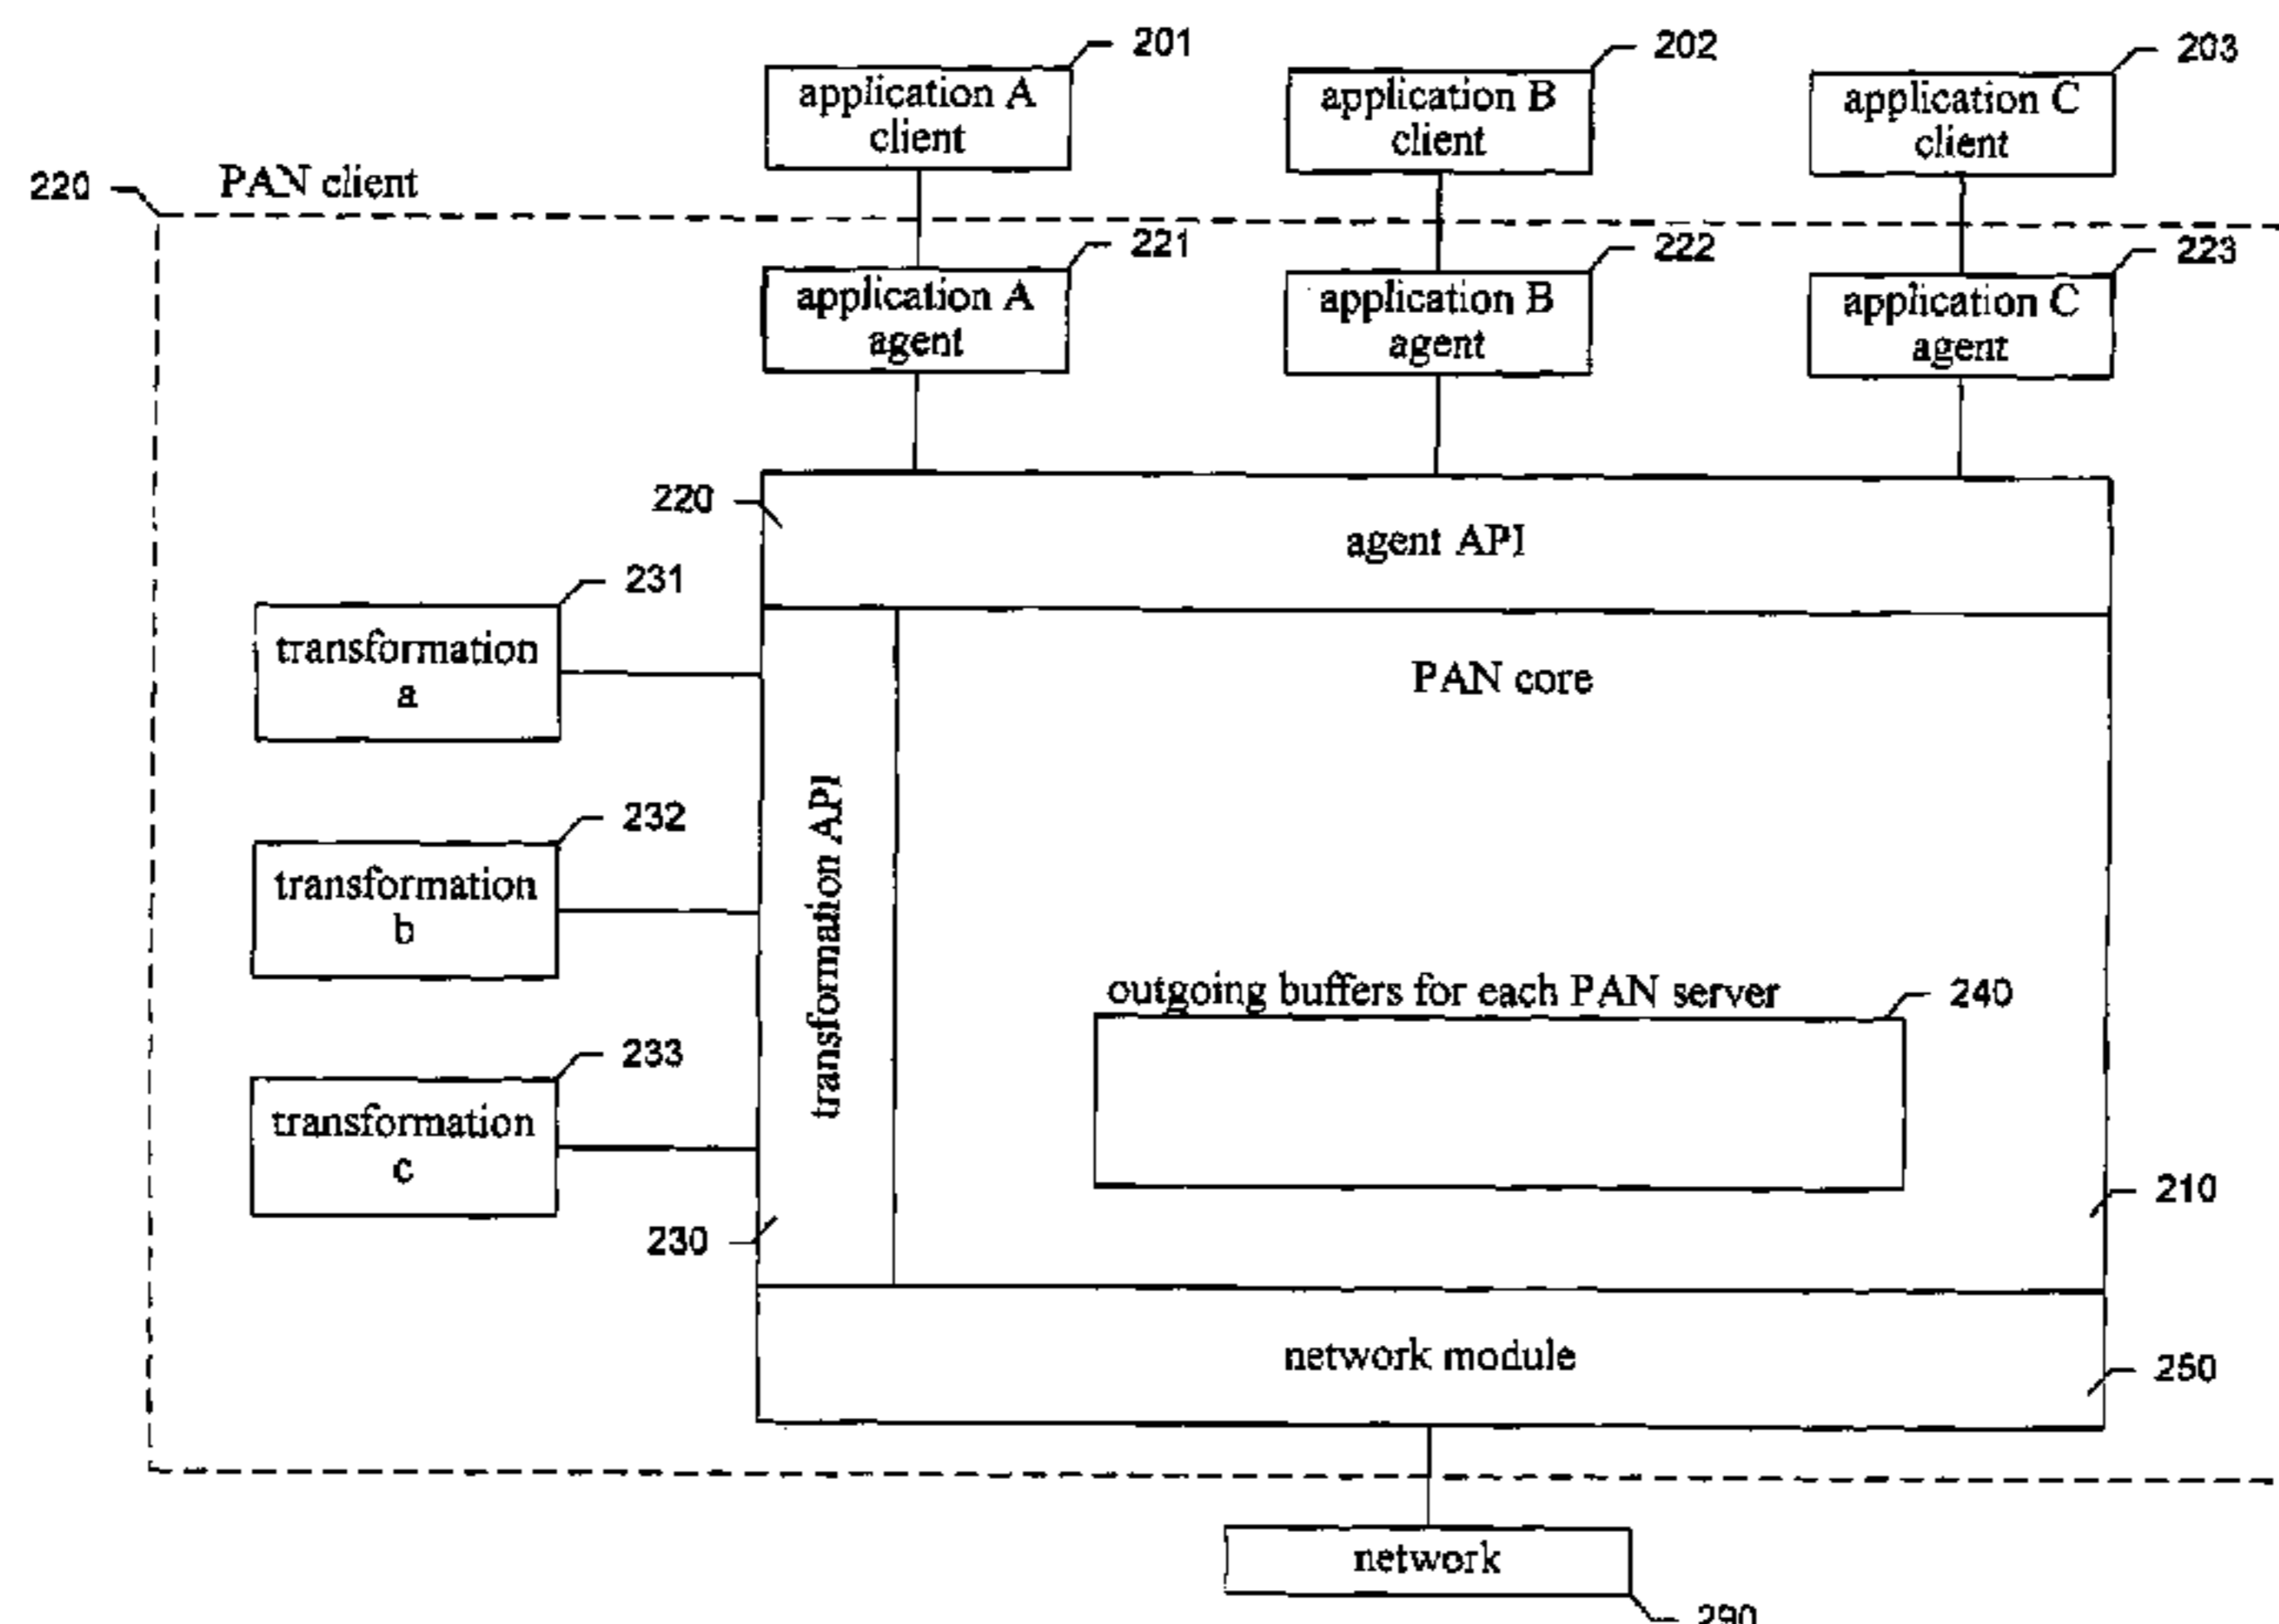 201
202
203
application A
client
application B
client
application C
client
220
PAN client
221
222
223
application A
agent
application B
agent
application C
agent
220
agent API
231
transformation
a
PAN core
232
transformation
b
transformation API
outgoing buffers for each PAN server
240
233
transformation
c
210
230
network module
250
network
290